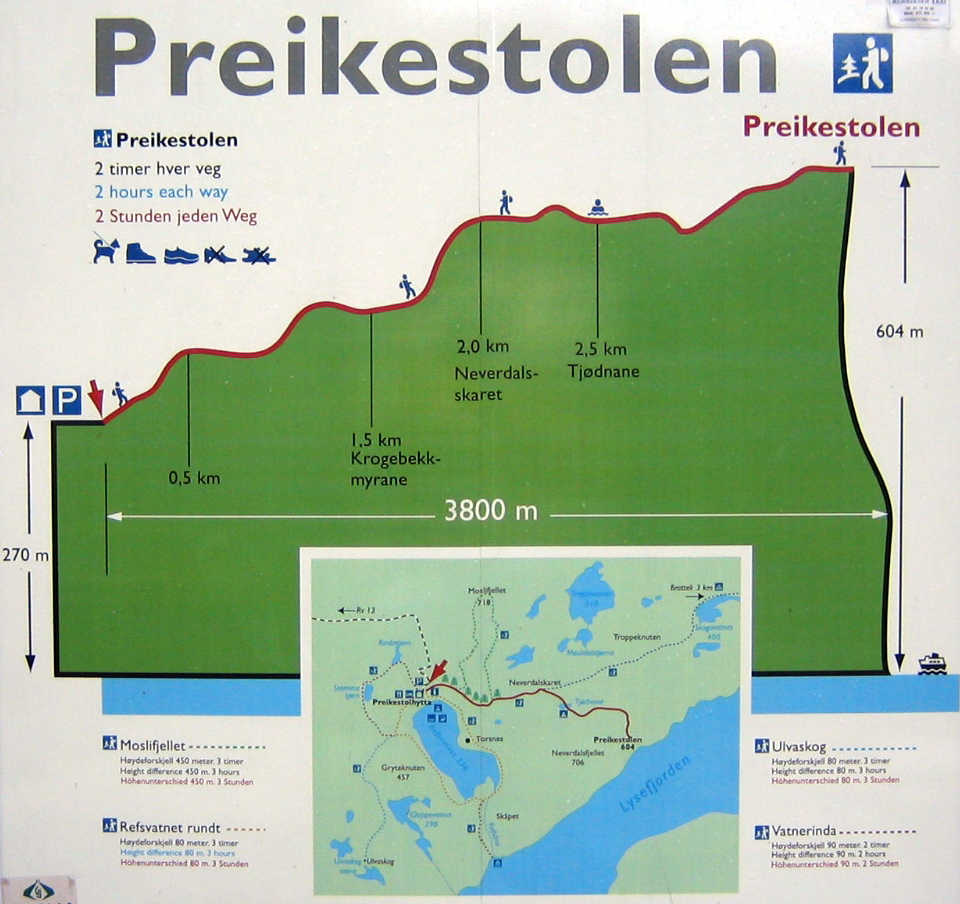 Preikestolen
Preikestolen
Preikestolen
2 timer hver veg
2 hours each way
2 Stunden jeden Weg
604 m
2,0 km
Neverdals-
skaret
2,5 km
Tjødnane
P
1,5 km
Krogebekk-
myrane
0,5 km
3800 m
270 m
Moslifjellet
718
Bratteli 3 km
Rv 13
Troppeknuten
400
Neverdalskaret
Tjødnane
Preikestolhytta
Preikestolen
604
Torsnes
Neverdalsfjellet
706
Grytaknuten
457
Lysefjorden
Skåpet
Ulvaskog
Moslifjellet
Høydeforskjell 450 meter. 3 timer
Height difference 450 m. 3 hours
Höhenunterschied 450 m. 3 Stunden
Refsvatnet rundt
Høydeforskjell 80 meter. 3 timer
Height difference 80 m. 3 hours
Höhenunterschied 80 m. 3 Stunden
Ulvaskog
Høydeforskjell 80 meter. 3 timer
Height difference 80 m. 3 hours
Höhenunterschied 80 m. 3 Stunden
Vatnerinda
Høydeforskjell 90 meter. 2 timer
Height difference 90 m. 2 hours
Höhenunterschied 90 m. 2 Stunden